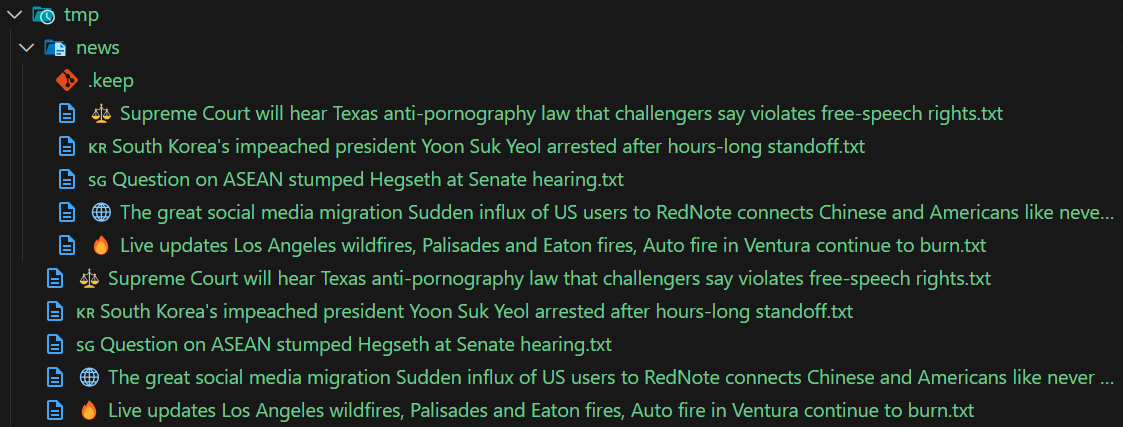 tmp
news
.keep
⚖️ Supreme Court will hear Texas anti-pornography law that challengers say violates free-speech rights.txt
🇰🇷 South Korea's impeached president Yoon Suk Yeol arrested after hours-long standoff.txt
🇸🇬 Question on ASEAN stumped Hegseth at Senate hearing.txt
🌐 The great social media migration Sudden influx of US users to RedNote connects Chinese and Americans like neve...
🔥 Live updates Los Angeles wildfires, Palisades and Eaton fires, Auto fire in Ventura continue to burn.txt
⚖️ Supreme Court will hear Texas anti-pornography law that challengers say violates free-speech rights.txt
🇰🇷 South Korea's impeached president Yoon Suk Yeol arrested after hours-long standoff.txt
🇸🇬 Question on ASEAN stumped Hegseth at Senate hearing.txt
🌐 The great social media migration Sudden influx of US users to RedNote connects Chinese and Americans like never ...
🔥 Live updates Los Angeles wildfires, Palisades and Eaton fires, Auto fire in Ventura continue to burn.txt